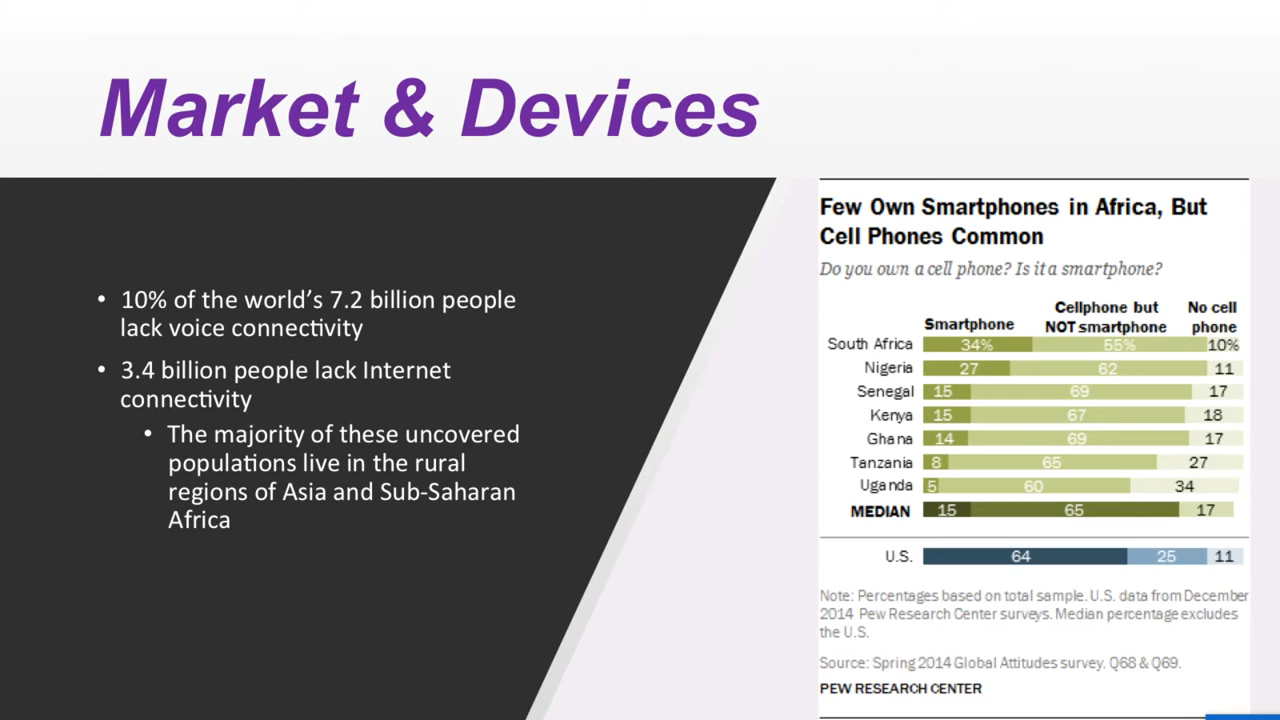 Market & Devices
• 10% of the world's 7.2 billion people
lack voice connectivity
• 3.4 billion people lack Internet
connectivity
• The majority of these uncovered
populations live in the rural
regions of Asia and Sub-Saharan
Africa
Few Own Smartphones in Africa, But
Cell Phones Common
Do you own a cell phone? Is it a smartphone?
Smartphone Cellphone but NOT smartphone No cell phone
South Africa 34% 55% 10%
Nigeria 27 62 11
Senegal 15 69 17
Kenya 15 67 18
Ghana 14 69 17
Tanzania 8 65 27
Uganda 5 60 34
MEDIAN 15 65 17
U.S. 64 25 11
Note: Percentages based on total sample. U.S. data from December
2014 Pew Research Center surveys. Median percentage excludes
the U.S.
Source: Spring 2014 Global Attitudes survey. Q68 & Q69.
PEW RESEARCH CENTER